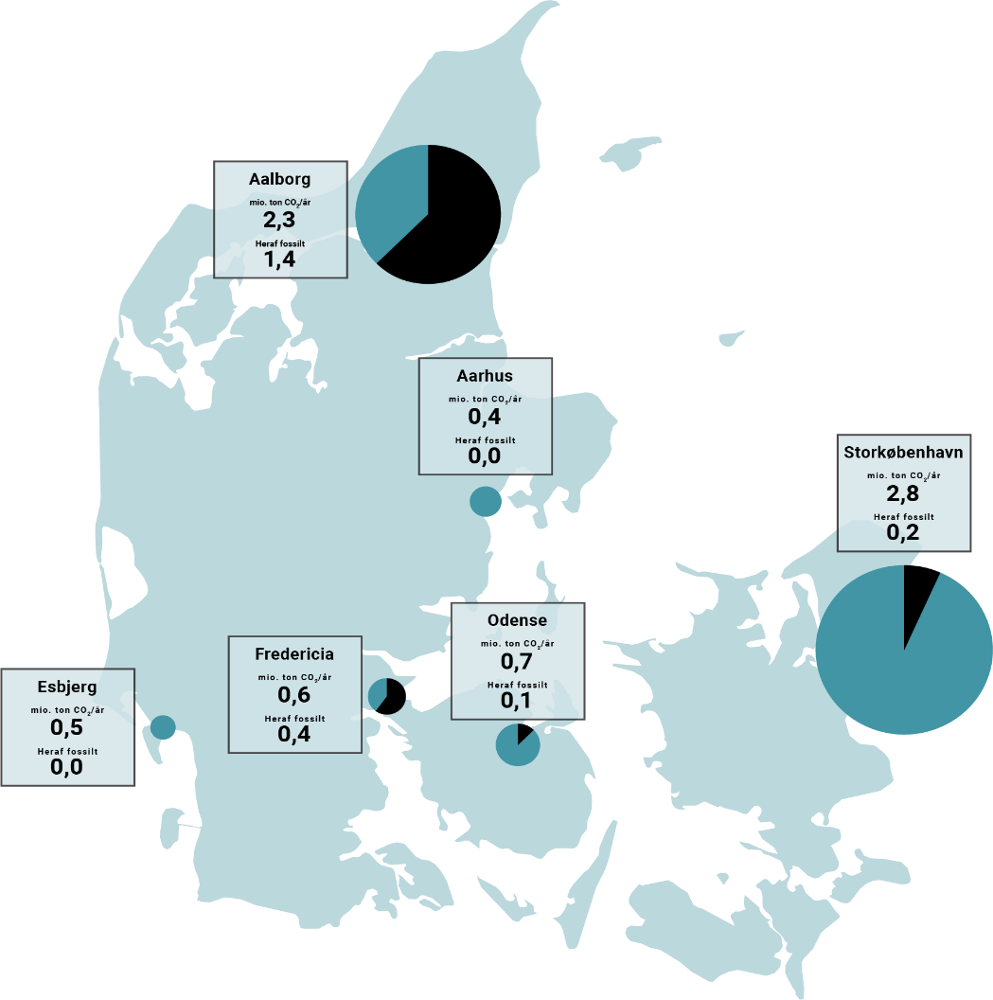 Aalborg
mio. ton CO₂/år
2,3
Heraf fossilt
1,4
Aarhus
mio. ton CO₂/år
0,4
Heraf fossilt
0,0
Storkøbenhavn
mio. ton CO₂/år
2,8
Heraf fossilt
0,2
Odense
mio. ton CO₂/år
0,7
Heraf fossilt
0,1
Fredericia
mio. ton CO₂/år
0,6
Heraf fossilt
0,4
Esbjerg
mio. ton CO₂/år
0,5
Heraf fossilt
0,0